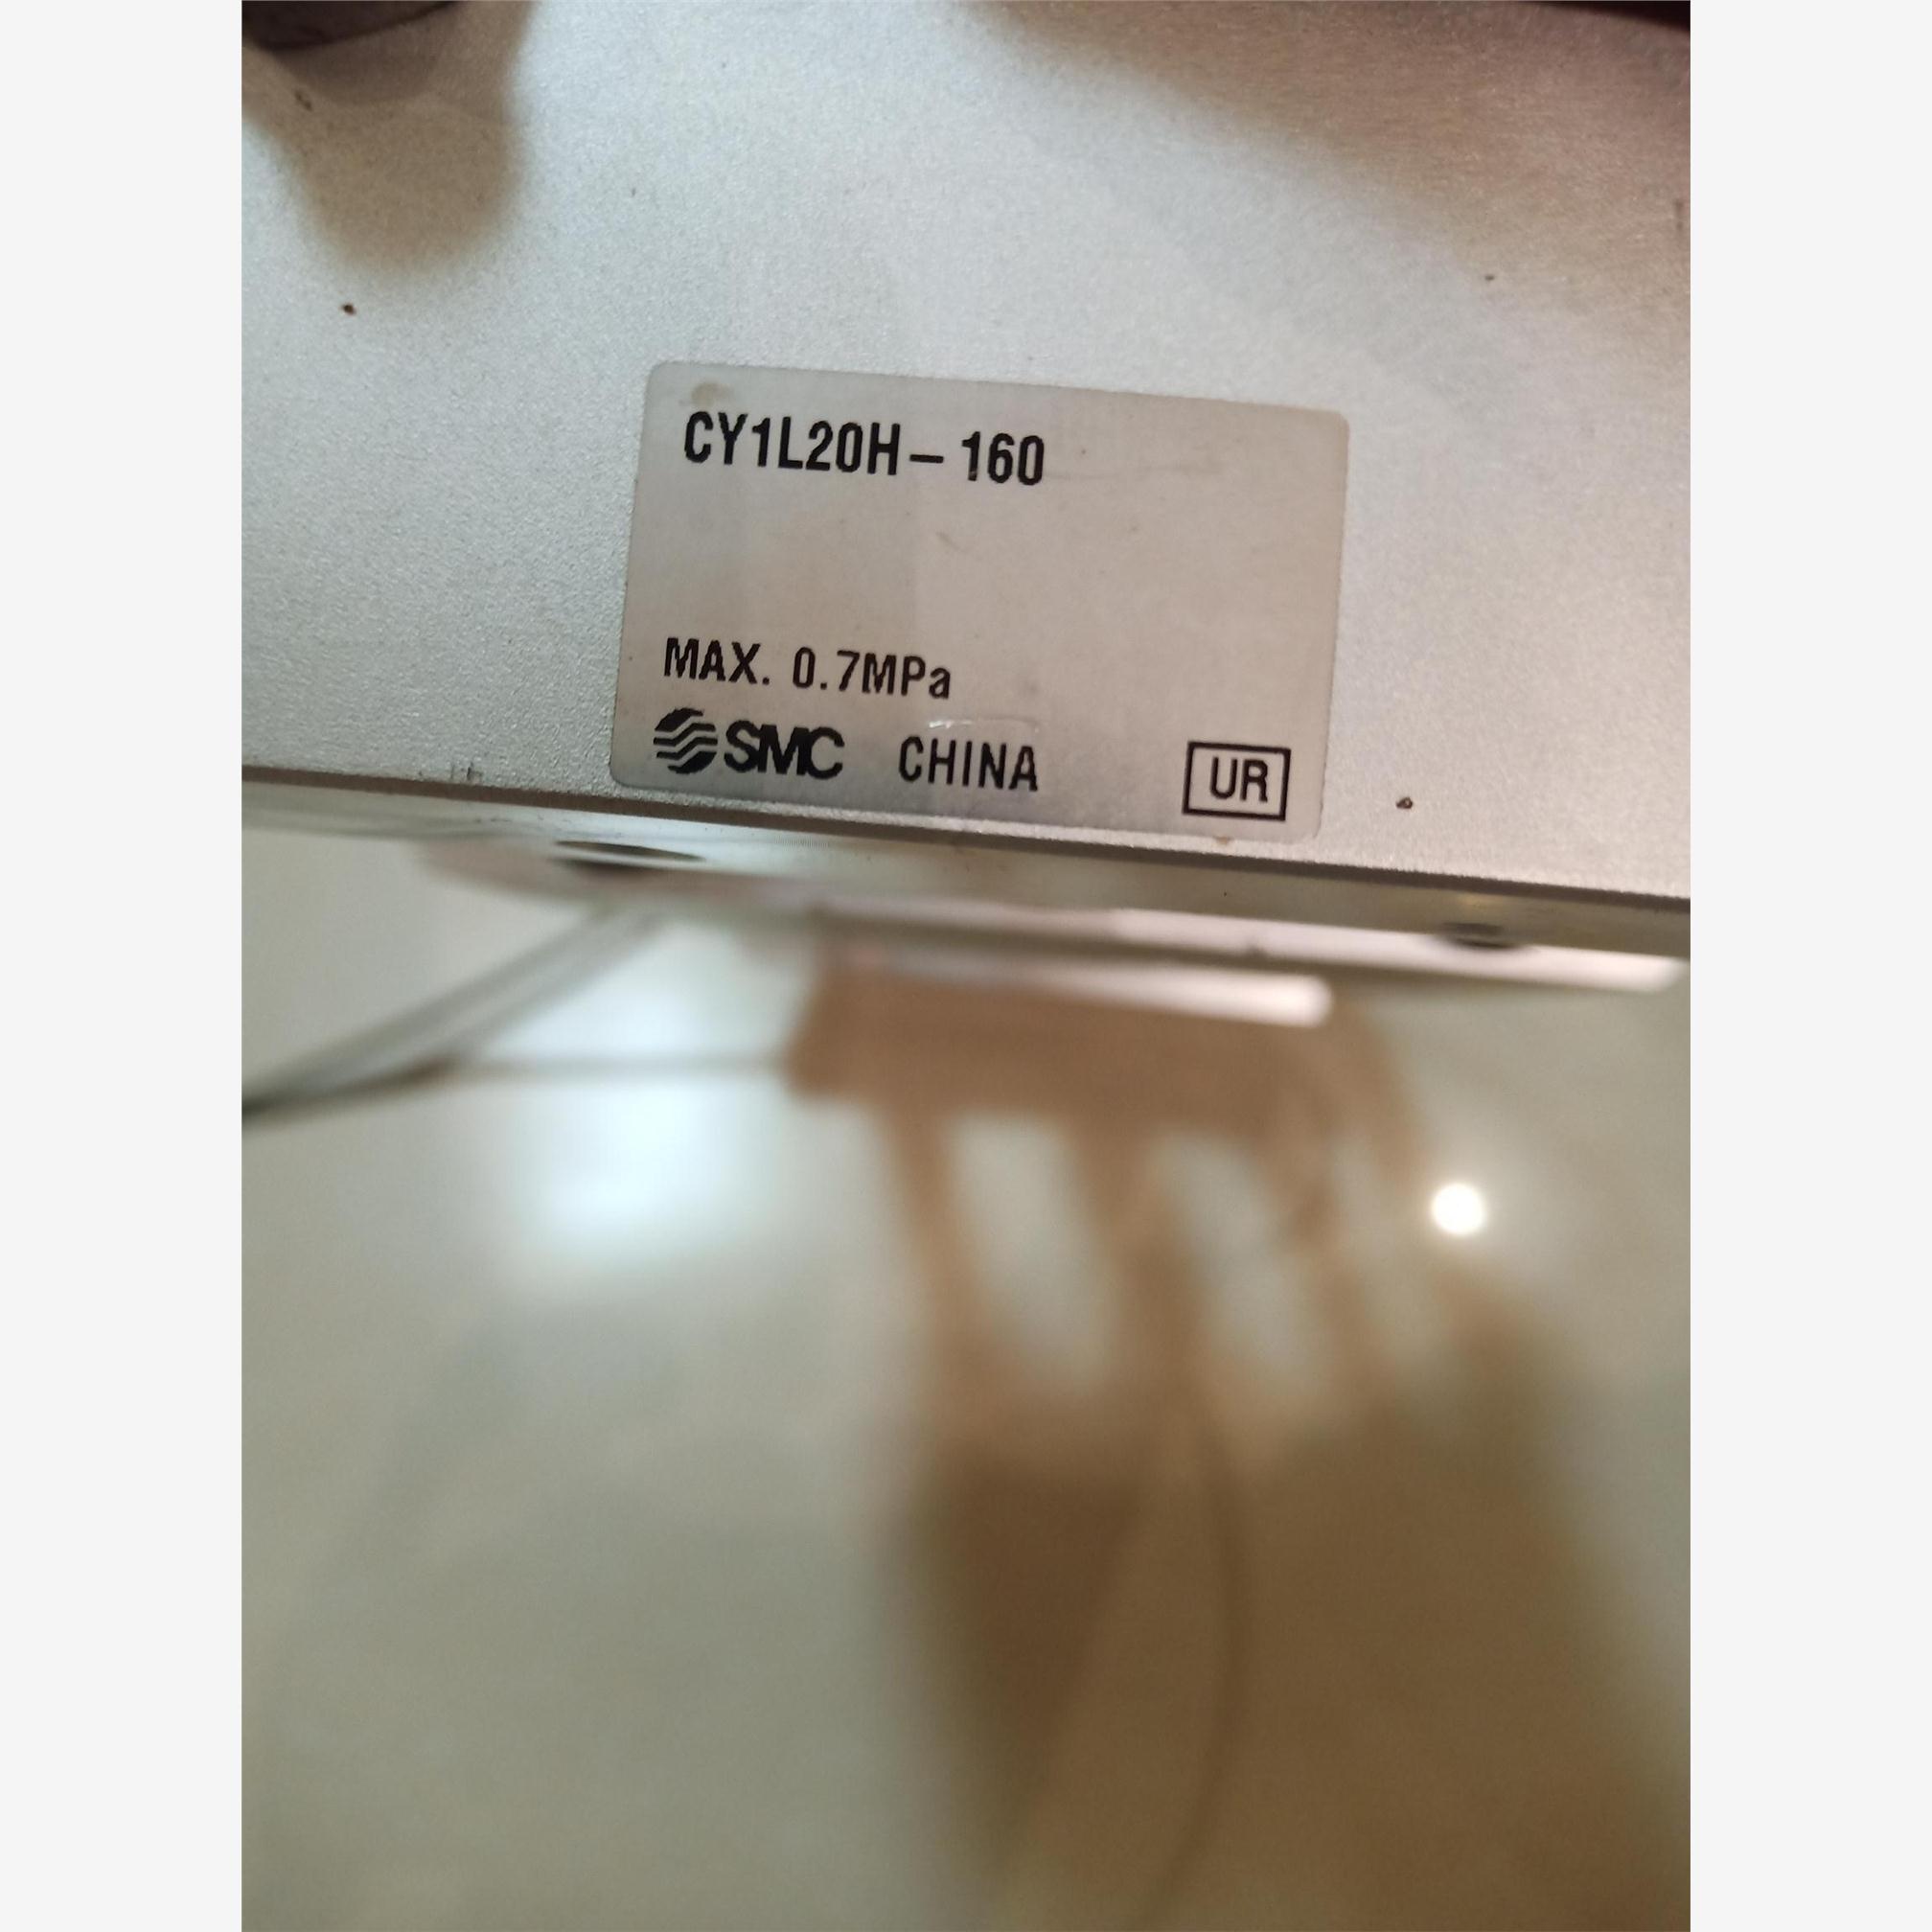 CY1L20H-160
MAX. 0.7MPa
SMC CHINA UR